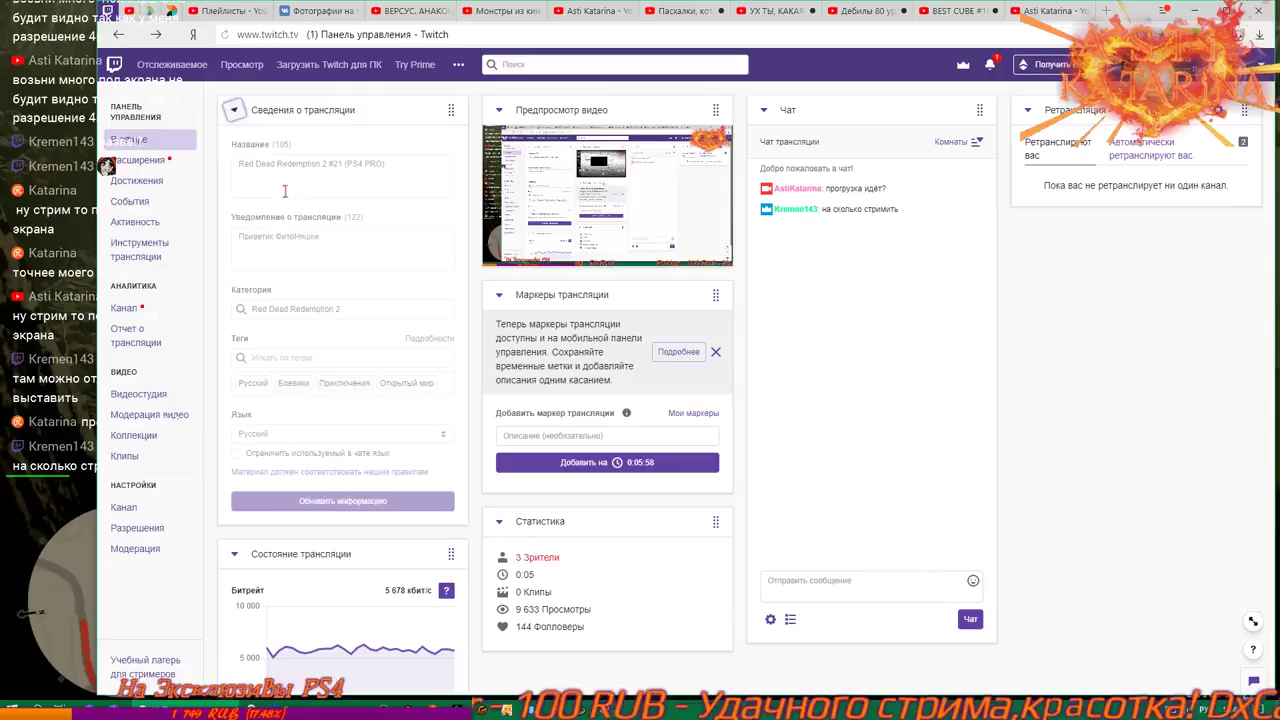 будит видно так как у меня
разрешение 4
Asti Katarina
возьни много пол экрана не
будит видно т
разрешение 4
Kremen143
Kremen143
Katarina
ну стрим то п
Katarina
точнее моего
Asti Katarina
ну стрим то п
экрана
Kremen143
там можно от
выставить
Katarina
Kremen143
на сколько ст
Плейлисты
Фотографии н
ВЕРСУС, АНАКО
Монстры из ки
Asti Katarina -
Пасхалки, кот
УХ ТЫ, КАКАЯ
Дебилы 80 ур
BEST CUBE #1
Asti Katarina -
www.twitch.tv (1) Панель управления - Twitch
Отслеживаемое
Просмотр
Загрузить Twitch для ПК
Try Prime
Поиск
1
Получить
ПАНЕЛЬ
УПРАВЛЕНИЯ
Достижения
События
Активность
Инструменты
трансляции
АНАЛИТИКА
Канал
Отчет о
трансляции
ВИДЕО
Видеостудия
Модерация видео
Коллекции
Клипы
НАСТРОЙКИ
Канал
Разрешения
Модерация
Учебный лагерь
для стримеров
Сведения о трансляции
Название (105)
Red Dead Redemption 2 #21 (PS4 PRO)
Уведомление о трансляции (122)
Приветик ФитоНяшки
Категория
Red Dead Redemption 2
Теги
Подробности
Искать по тегам
Русский
Боевики
Приключения
Открытый мир
Язык
Русский
Ограничить используемый в чате язык
Материал должен соответствовать нашим правилам
Обновить информацию
Состояние трансляции
Битрейт
5 678 кбит/с
?
10 000
5 000
Предпросмотр видео
Маркеры трансляции
Теперь маркеры трансляции
доступны и на мобильной панели
управления. Сохраняйте
временные метки и добавляйте
описания одним касанием.
Подробнее
Добавить маркер трансляции
Мои маркеры
Описание (необязательно)
Добавить на 0:05:58
Статистика
3 Зрители
0:05
0 Клипы
9 633 Просмотры
144 Фолловеры
Чат
Чат трансляции
Комнаты
Добро пожаловать в чат!
AstiKatarina: прогрузка идёт?
Kremen143: на сколько стримить
Отправить сообщение
Чат
Ретрансляция
Ретранслируют
вас
Автоматически
ретранслируют вас
2
Пока вас не ретранслирует ни один канал.
?
На Эксклюзивы PS4
1 749 RUB (17.48%)
- 100 RUB - Удачного стрима,красотка!